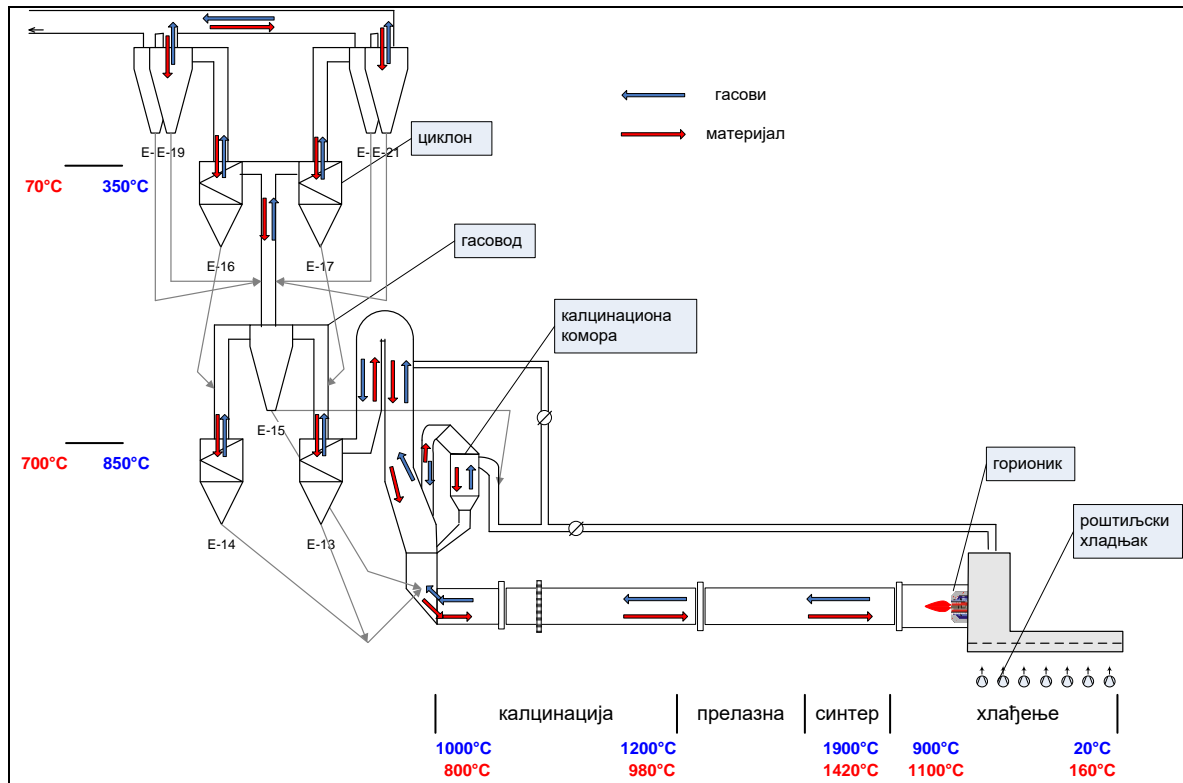 гасови
материјал
E- E-19
E- E-21
циклон
70°C 350°C
E-16
E-17
гасовод
калцинациона
комора
E-15
700°C 850°C
E-14
E-13
горионик
роштиљски
хладњак
калцинација прелазна синтер хлађење
1000°C 1200°C 1900°C 900°C 20°C
800°C 980°C 1420°C 1100°C 160°C